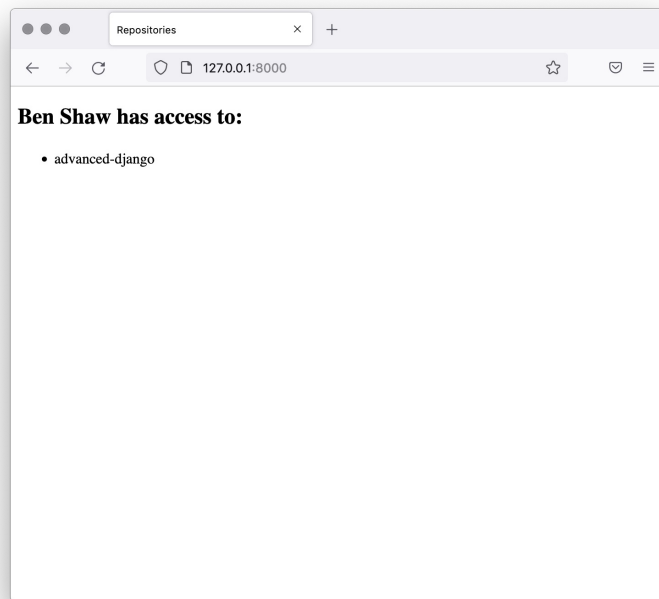 Repositories
127.0.0.1:8000
Ben Shaw has access to:
• advanced-django